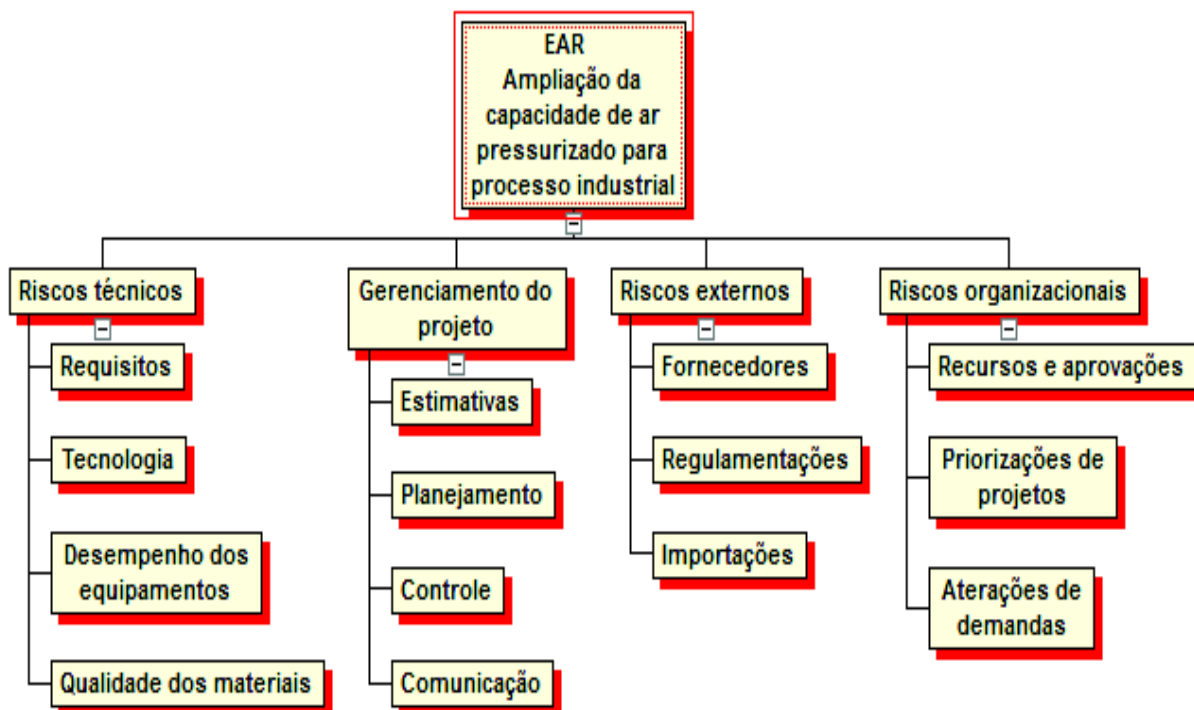 EAR
Ampliação da
capacidade de ar
pressurizado para
processo industrial
Riscos técnicos
Requisitos
Tecnologia
Desempenho dos
equipamentos
Qualidade dos materiais
Gerenciamento do
projeto
Estimativas
Planejamento
Controle
Comunicação
Riscos externos
Fornecedores
Regulamentações
Importações
Riscos organizacionais
Recursos e aprovações
Priorizações de
projetos
Aterações de
demandas